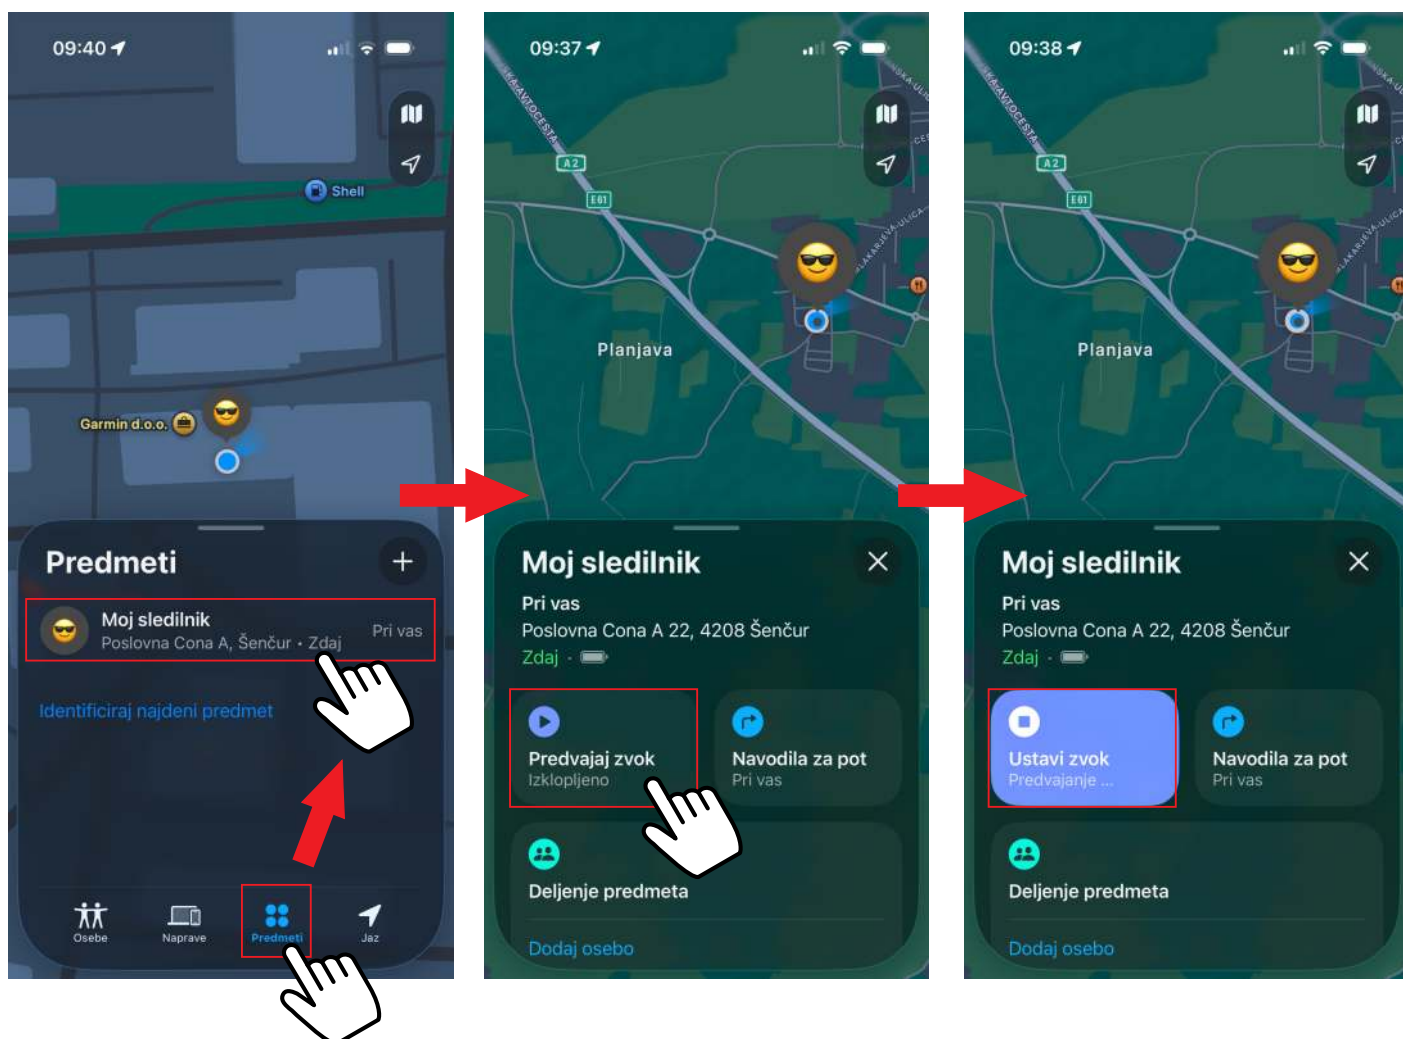 09:40
Shell
Garmin d.o.o.
Predmeti
Moj sledilnik
Poslovna Cona A, Šenčur • Zdaj
Pri vas
Identificiraj najdeni predmet
Osebe
Naprave
Predmeti
Jaz
09:37
A2
E61
Planjava
Moj sledilnik
Pri vas
Poslovna Cona A 22, 4208 Šenčur
Zdaj
Predvajaj zvok
Izklopljeno
Navodila za pot
Pri vas
Deljenje predmeta
Dodaj osebo
09:38
A2
E61
Planjava
Moj sledilnik
Pri vas
Poslovna Cona A 22, 4208 Šenčur
Zdaj
Ustavi zvok
Predvajanje ...
Navodila za pot
Pri vas
Deljenje predmeta
Dodaj osebo